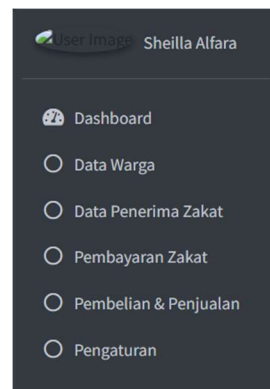 User Image Sheilla Alfara
Dashboard
Data Warga
Data Penerima Zakat
Pembayaran Zakat
Pembelian & Penjualan
Pengaturan